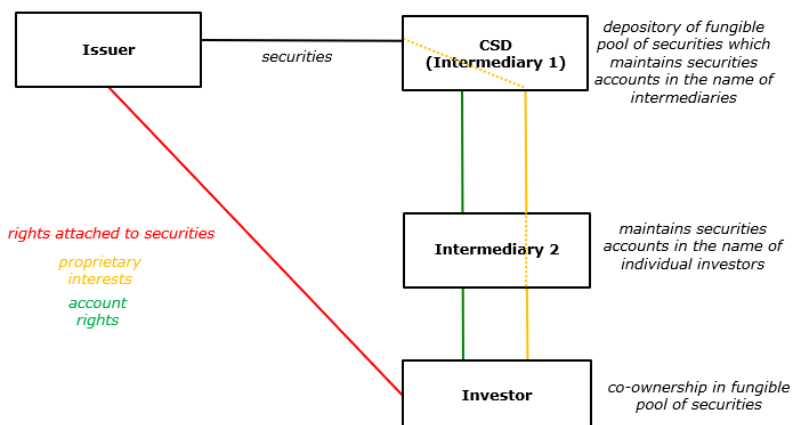 Issuer
securities
CSD
(Intermediary 1)
depository of fungible
pool of securities which
maintains securities
accounts in the name of
intermediaries
rights attached to securities
proprietary
interests
account
rights
Intermediary 2
maintains securities
accounts in the name of
individual investors
Investor
co-ownership in fungible
pool of securities